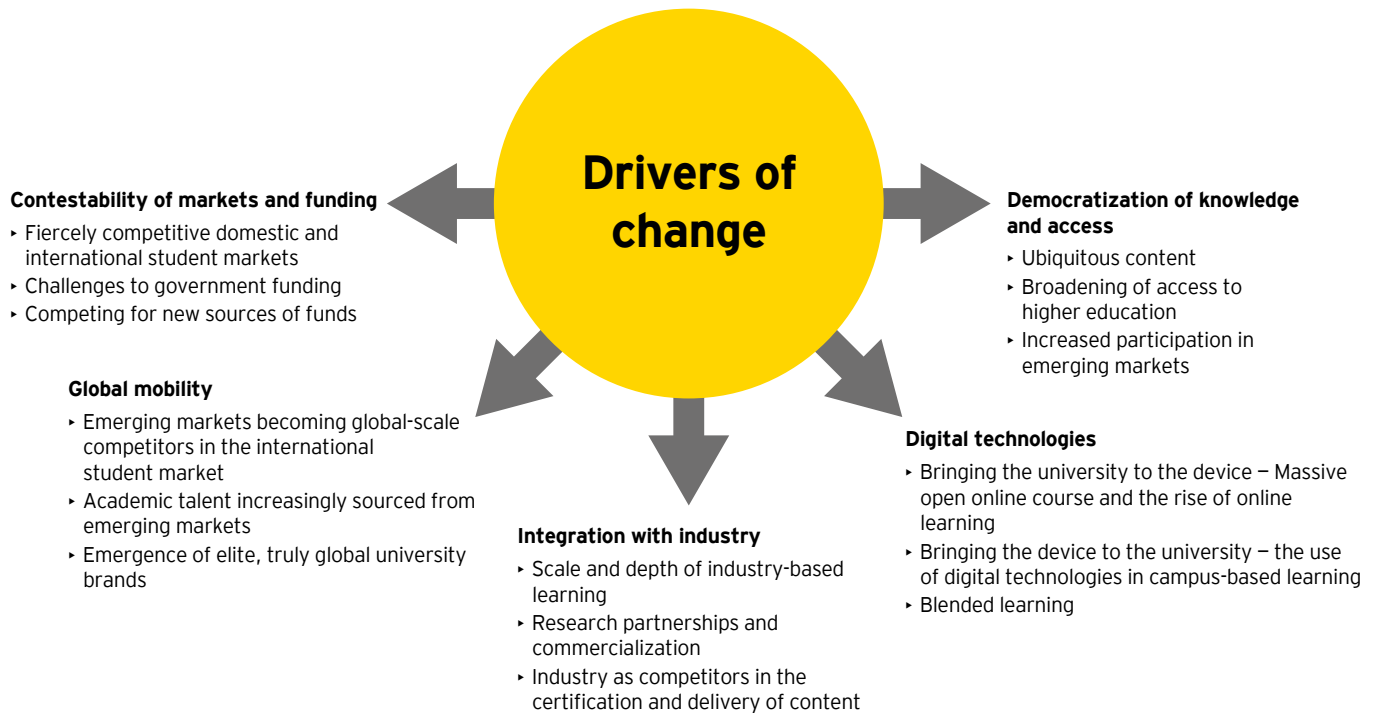 Drivers of
change
Contestability of markets and funding
‣ Fiercely competitive domestic and
international student markets
‣ Challenges to government funding
‣ Competing for new sources of funds
Global mobility
‣ Emerging markets becoming global-scale
competitors in the international
student market
‣ Academic talent increasingly sourced from
emerging markets
‣ Emergence of elite, truly global university
brands
Integration with industry
‣ Scale and depth of industry-based
learning
‣ Research partnerships and
commercialization
‣ Industry as competitors in the
certification and delivery of content
Digital technologies
‣ Bringing the university to the device — Massive
open online course and the rise of online
learning
‣ Bringing the device to the university — the use
of digital technologies in campus-based learning
‣ Blended learning
Democratization of knowledge
and access
‣ Ubiquitous content
‣ Broadening of access to
higher education
‣ Increased participation in
emerging markets